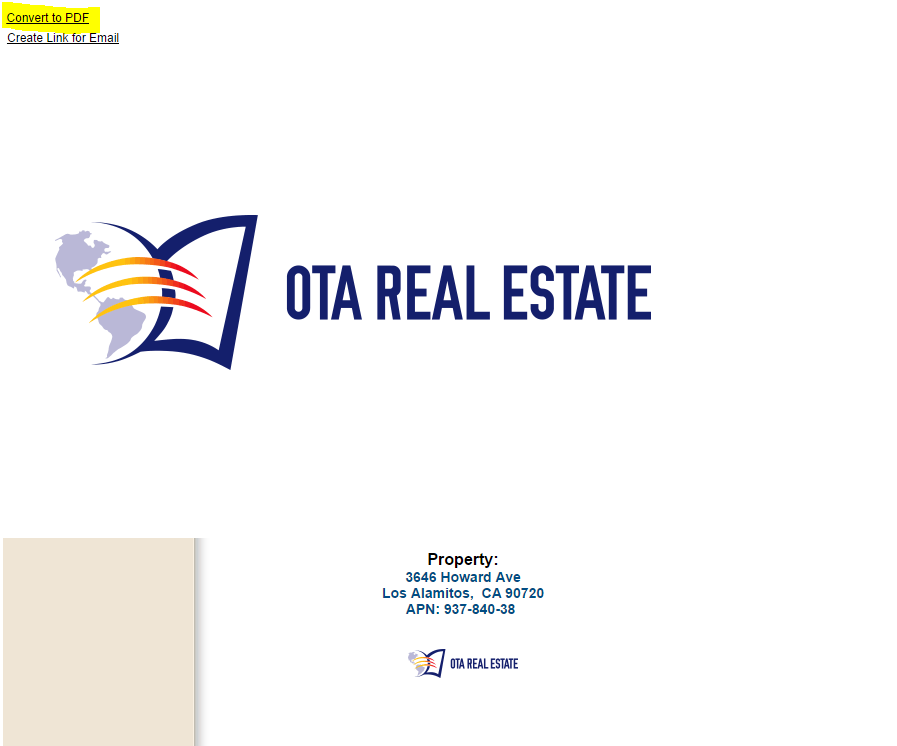 Convert to PDF
Create Link for Email
OTA REAL ESTATE
Property:
3646 Howard Ave
Los Alamitos, CA 90720
APN: 937-840-38
OTA REAL ESTATE